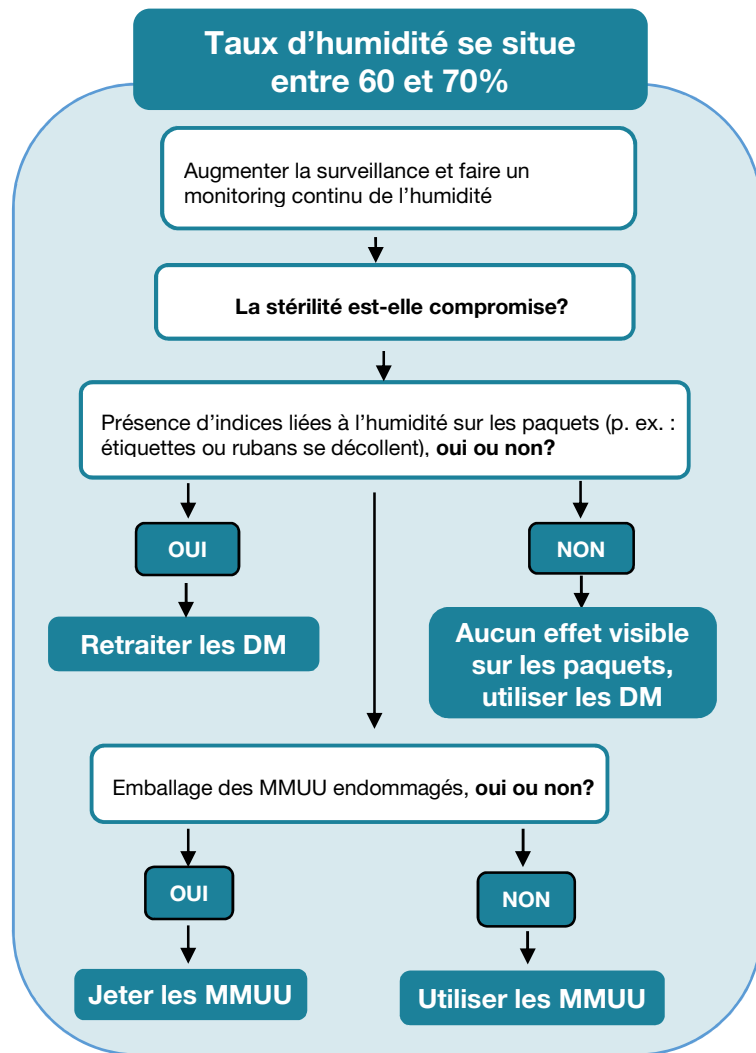 Taux d’humidité se situe
entre 60 et 70%
Augmenter la surveillance et faire un
monitoring continu de l’humidité
La stérilité est-elle compromise?
Présence d’indices liées à l’humidité sur les paquets (p. ex. :
étiquettes ou rubans se décollent), oui ou non?
OUI
NON
Retraiter les DM
Aucun effet visible
sur les paquets,
utiliser les DM
Emballage des MMUU endommagés, oui ou non?
OUI
NON
Jeter les MMUU
Utiliser les MMUU